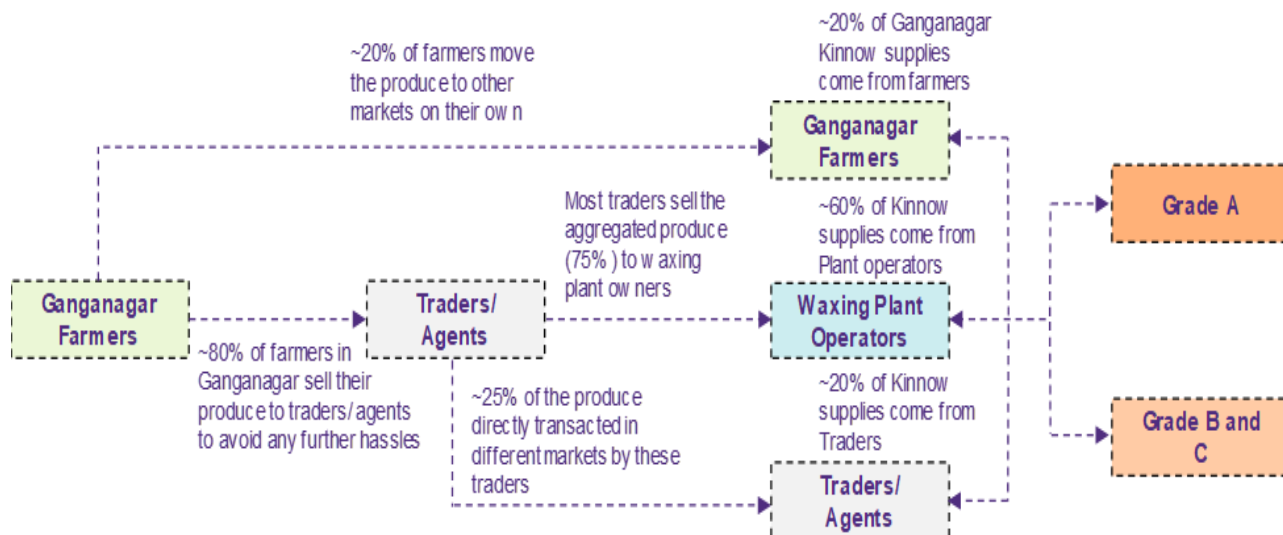 ~20% of farmers move
the produce to other
markets on their ow n
~20% of Ganganagar
Kinnow supplies
come from farmers
Ganganagar
Farmers
Most traders sell the
aggregated produce
(75% ) to w axing
plant ow ners
~60% of Kinnow
supplies come from
Plant operators
Grade A
Ganganagar
Farmers
Traders/
Agents
Waxing Plant
Operators
~80% of farmers in
Ganganagar sell their
produce to traders/ agents
to avoid any further hassles
~25% of the produce
directly transacted in
different markets by these
traders
~20% of Kinnow
supplies come from
Traders
Grade B and
C
Traders/
Agents